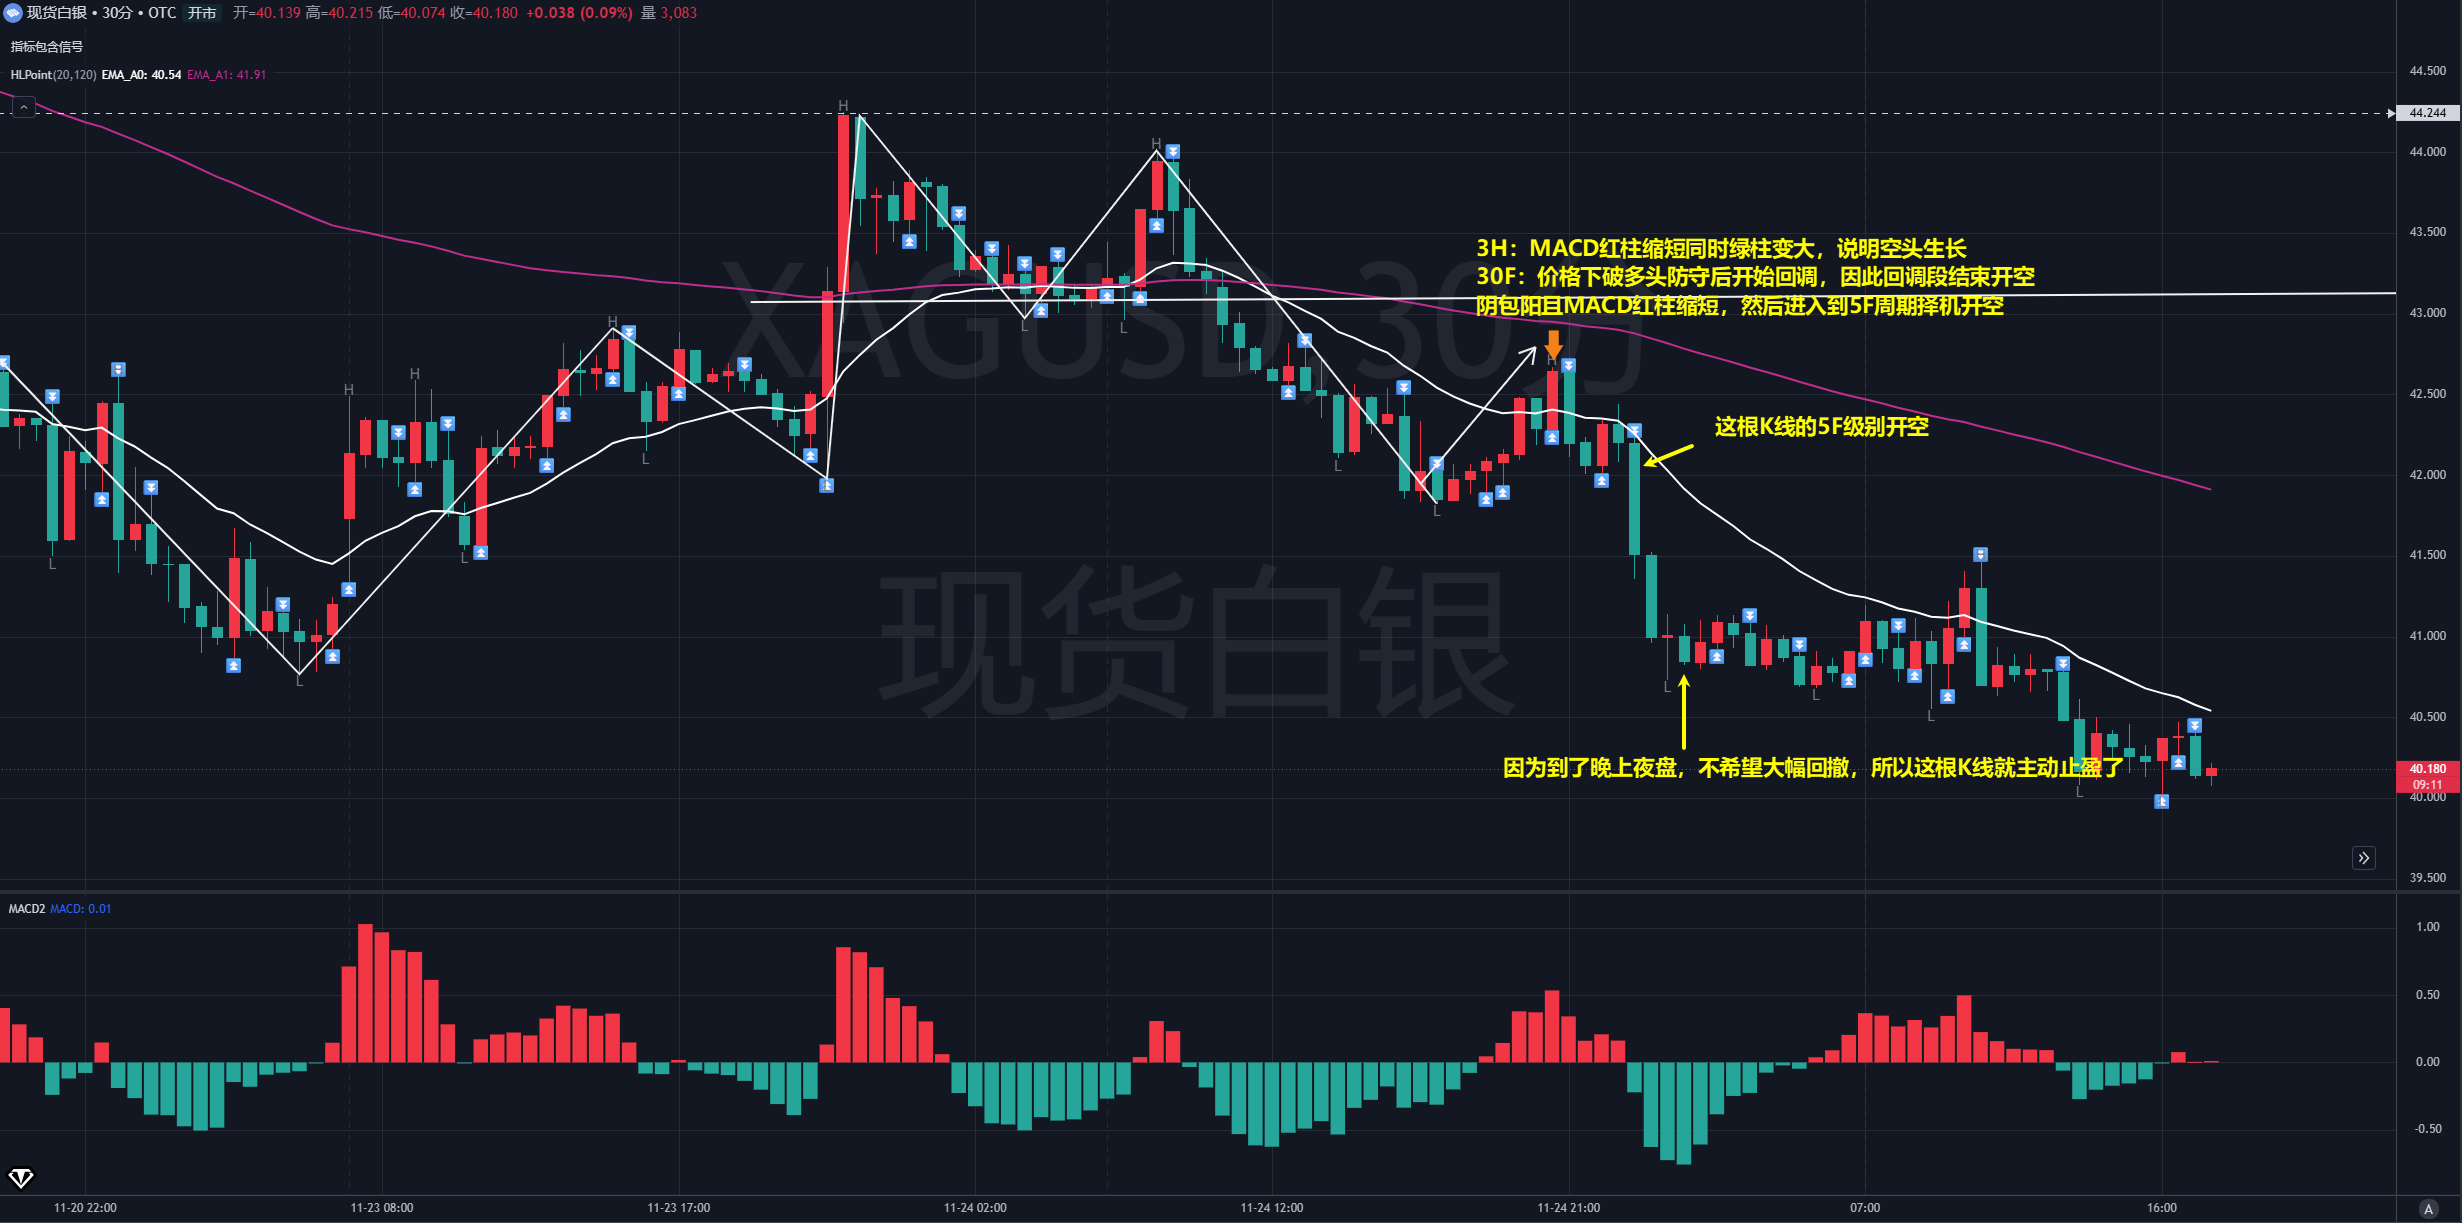 现货白银 • 30分 • OTC 开市 开=40.139 高=40.215 低=40.074 收=40.180 +0.038 (0.09%) 量 3,083
指标包含信号
HLPoint(20,120) EMA_A0: 40.54 EMA_A1: 41.91
44.500
44.244
44.000
43.500
43.000
42.500
42.000
41.500
41.000
40.500
40.180
09:11
40.000
39.500
XAGUSD, 30分
现货白银
3H：MACD红柱缩短同时绿柱变大，说明空头生长
30F：价格下破多头防守后开始回调，因此回调段结束开空
阴包阳且MACD红柱缩短，然后进入到5F周期择机开空
这根K线的5F级别开空
因为到了晚上夜盘，不希望大幅回撤，所以这根K线就主动止盈了
H
H
H
H
H
H
L
L
L
L
L
L
L
L
L
L
L
L
MACD2 MACD: 0.01
1.00
0.50
0.00
-0.50
11-20 22:00
11-23 08:00
11-23 17:00
11-24 02:00
11-24 12:00
11-24 21:00
07:00
16:00
A